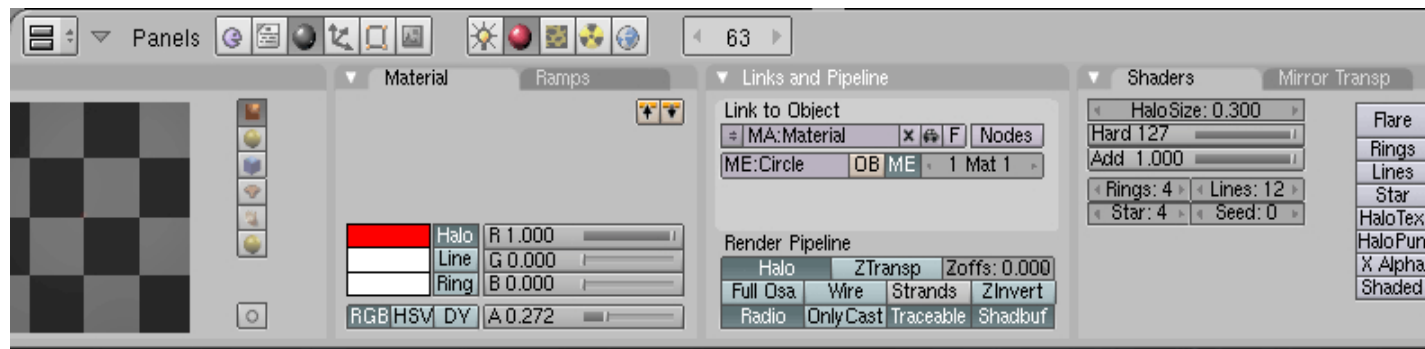 Panels 63
Material Ramps
Links and Pipeline
Shaders Mirror Transp
Link to Object
MA:Material X F Nodes
ME:Circle OB ME 1 Mat 1
Halo R 1.000
Line G 0.000
Ring B 0.000
RGB HSV DY A 0.272
Render Pipeline
Halo ZTransp Zoffs: 0.000
Full Osa Wire Strands ZInvert
Radio OnlyCast Traceable Shadbuf
HaloSize: 0.300
Hard 127
Add 1.000
Rings: 4 Lines: 12
Star: 4 Seed: 0
Flare
Rings
Lines
Star
HaloTex
HaloPun
X Alpha
Shaded